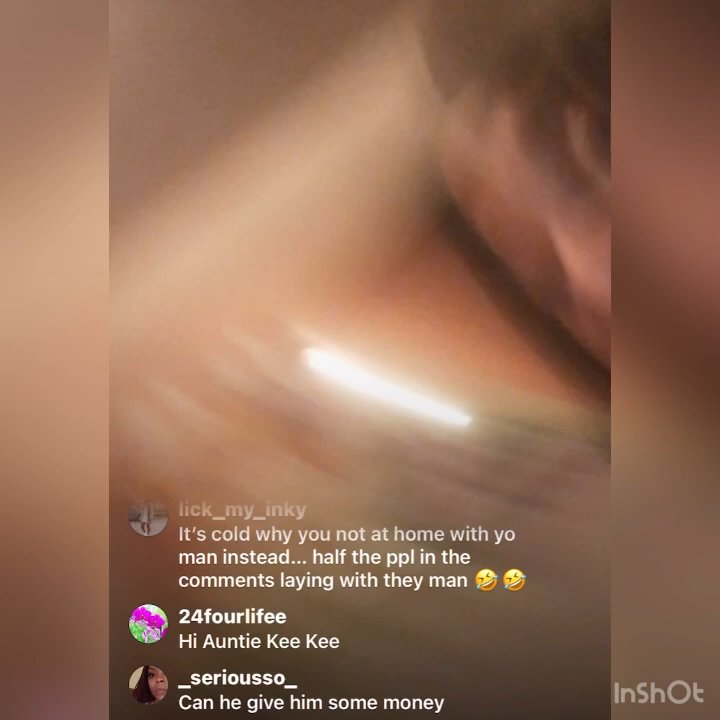 lick_my_inky
It's cold why you not at home with yo
man instead... half the ppl in the
comments laying with they man 🤣🤣
24fourlifee
Hi Auntie Kee Kee
_seriousso_
Can he give him some money
InShOt